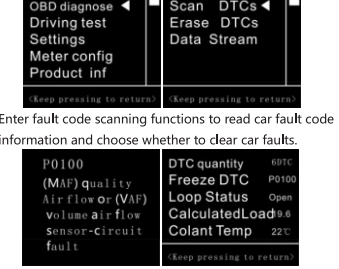 OBD diagnose ◀
Driving test
Settings
Meter config
Product inf
<Keep pressing to return>
Scan DTCs ◀
Erase DTCs
Data Stream
<Keep pressing to return>
Enter fault code scanning functions to read car fault code
information and choose whether to clear car faults.
P0100
(MAF) quality
Air flow or (VAF)
volume air flow
sensor-circuit
fault
DTC quantity 6DTC
Freeze DTC P0100
Loop Status Open
CalculatedLoad 19.6
Colant Temp 22℃
<Keep pressing to return>